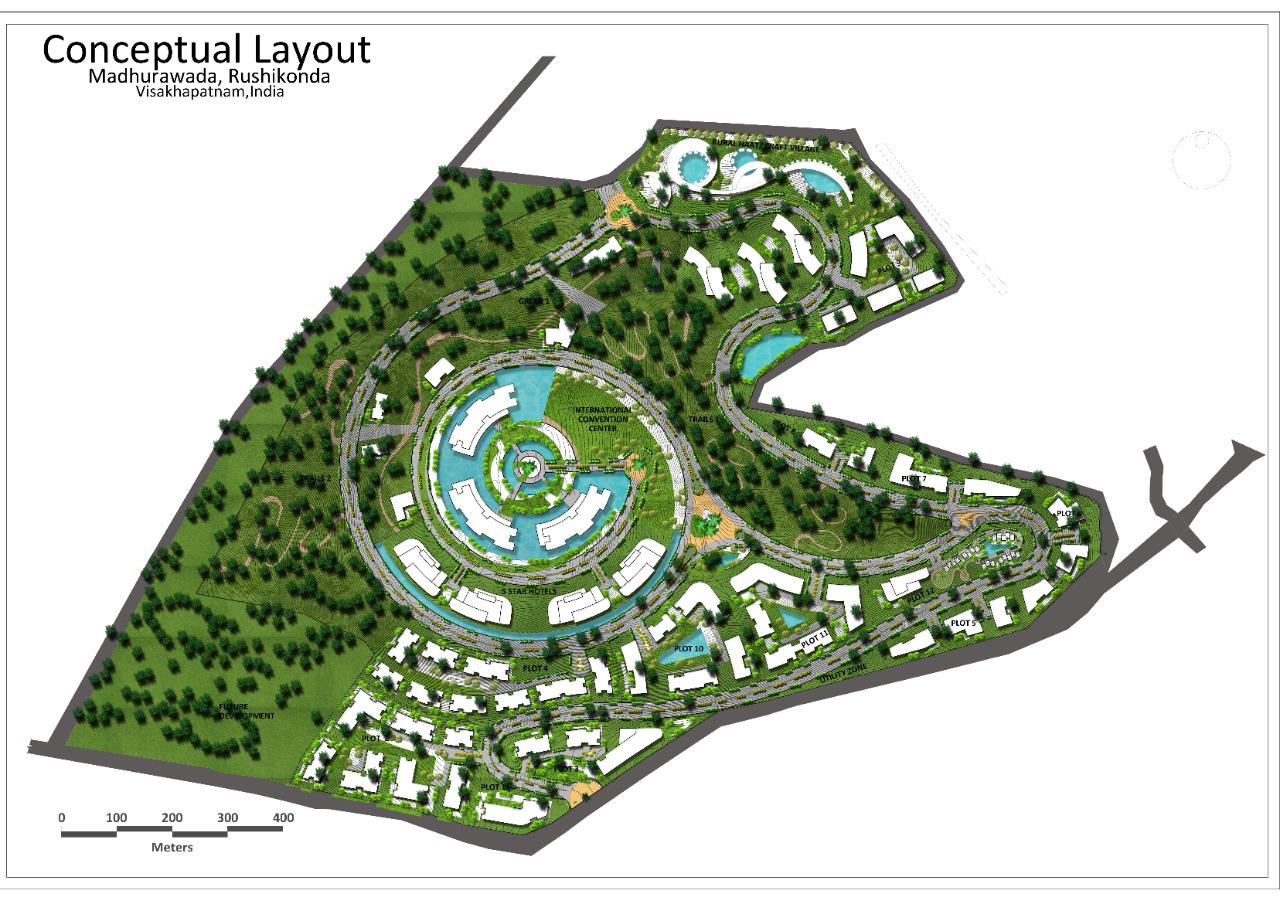 Conceptual Layout
Madhurawada, Rushikonda
Visakhapatnam,India
RURAL HAAT/CRAFT VILLAGE
PLOT
GREEN 1
INTERNATIONAL
CONVENTION
CENTER
TRAILS
PLOT
TRAILS 2
PLOT 7
PLOT
5 STAR HOTELS
PLOT 12
PLOT 5
PLOT 11
PLOT 10
PLOT 4
UTILITY ZONE
FUTURE
DEVELOPMENT
PLOT
PLOT
PLOT
0 100 200 300 400
Meters